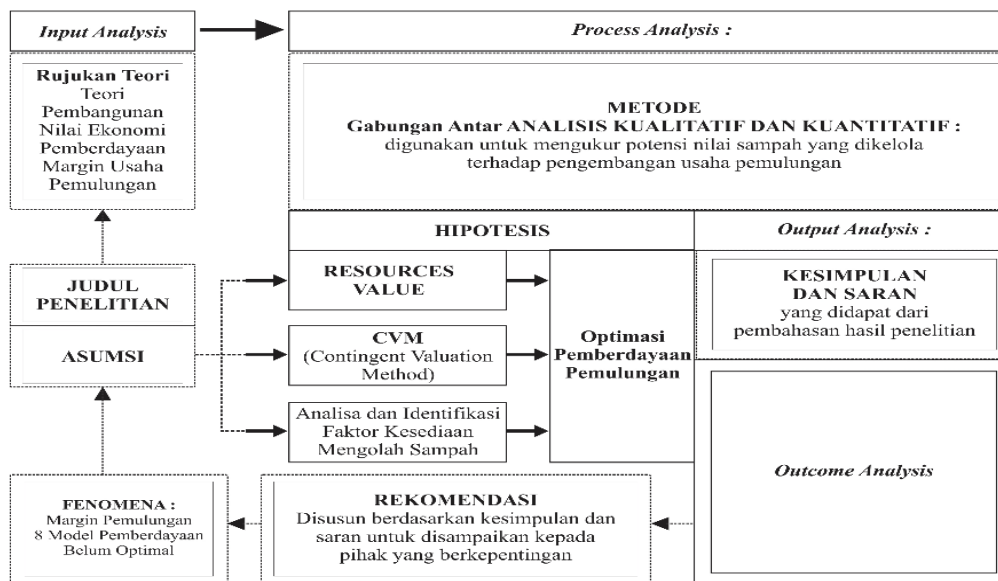 Input Analysis
Process Analysis :
Rujukan Teori
Teori
Pembangunan
Nilai Ekonomi
Pemberdayaan
Margin Usaha
Pemulungan
METODE
Gabungan Antar ANALISIS KUALITATIF DAN KUANTITATIF :
digunakan untuk mengukur potensi nilai sampah yang dikelola
terhadap pengembangan usaha pemulungan
HIPOTESIS
Output Analysis :
JUDUL
PENELITIAN
ASUMSI
RESOURCES
VALUE
CVM
(Contingent Valuation
Method)
Analisa dan Identifikasi
Faktor Kesediaan
Mengolah Sampah
Optimasi
Pemberdayaan
Pemulungan
KESIMPULAN
DAN SARAN
yang didapat dari
pembahasan hasil penelitian
Outcome Analysis
FENOMENA :
Margin Pemulungan
8 Model Pemberdayaan
Belum Optimal
REKOMENDASI
Disusun berdasarkan kesimpulan dan
saran untuk disampaikan kepada
pihak yang berkepentingan